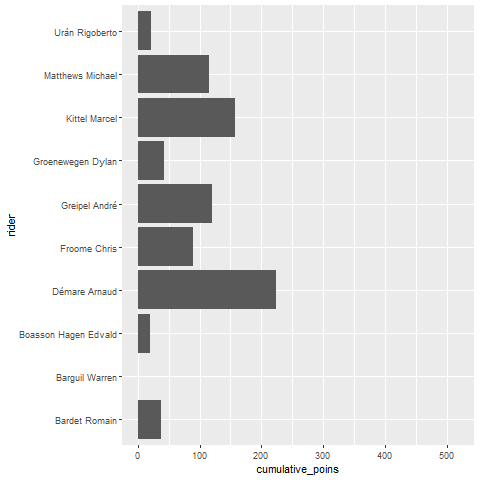 Urán Rigoberto
Matthews Michael
Kittel Marcel
Groenewegen Dylan
Greipel André
Froome Chris
Démare Arnaud
Boasson Hagen Edvald
Barguil Warren
Bardet Romain
rider
0 100 200 300 400 500
cumulative_poins